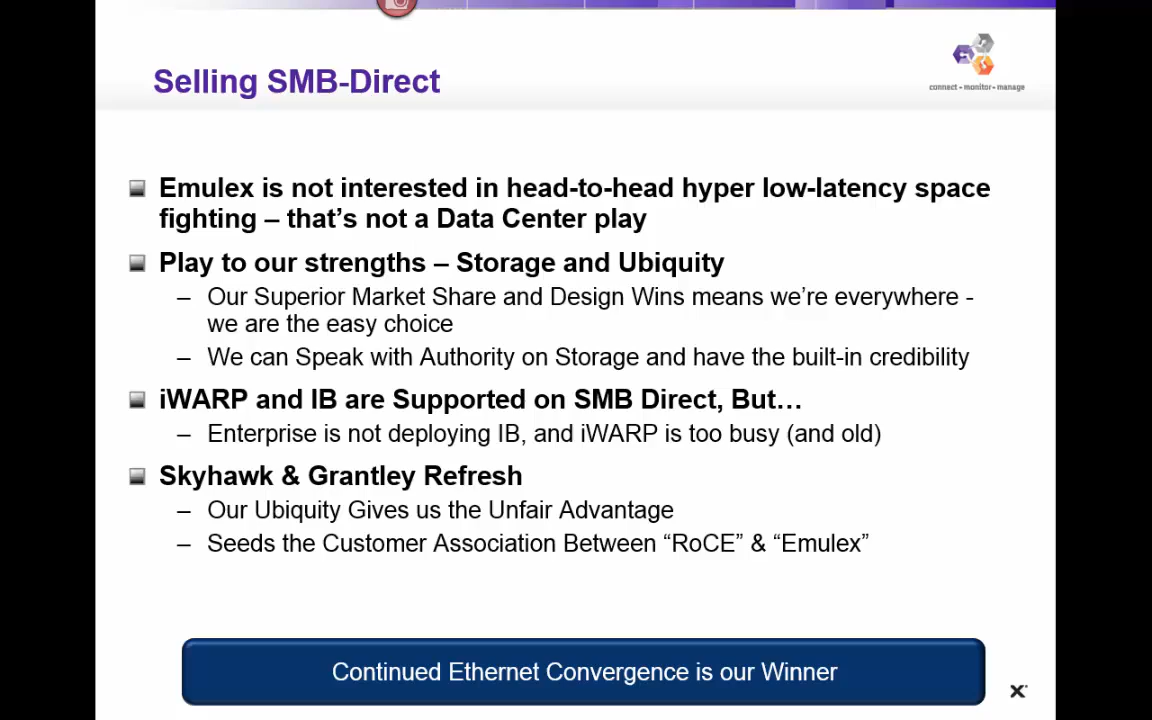 Selling SMB-Direct
connect • monitor • manage
Emulex is not interested in head-to-head hyper low-latency space
fighting – that’s not a Data Center play
Play to our strengths – Storage and Ubiquity
– Our Superior Market Share and Design Wins means we’re everywhere -
we are the easy choice
– We can Speak with Authority on Storage and have the built-in credibility
iWARP and IB are Supported on SMB Direct, But…
– Enterprise is not deploying IB, and iWARP is too busy (and old)
Skyhawk & Grantley Refresh
– Our Ubiquity Gives us the Unfair Advantage
– Seeds the Customer Association Between “RoCE” & “Emulex”
Continued Ethernet Convergence is our Winner